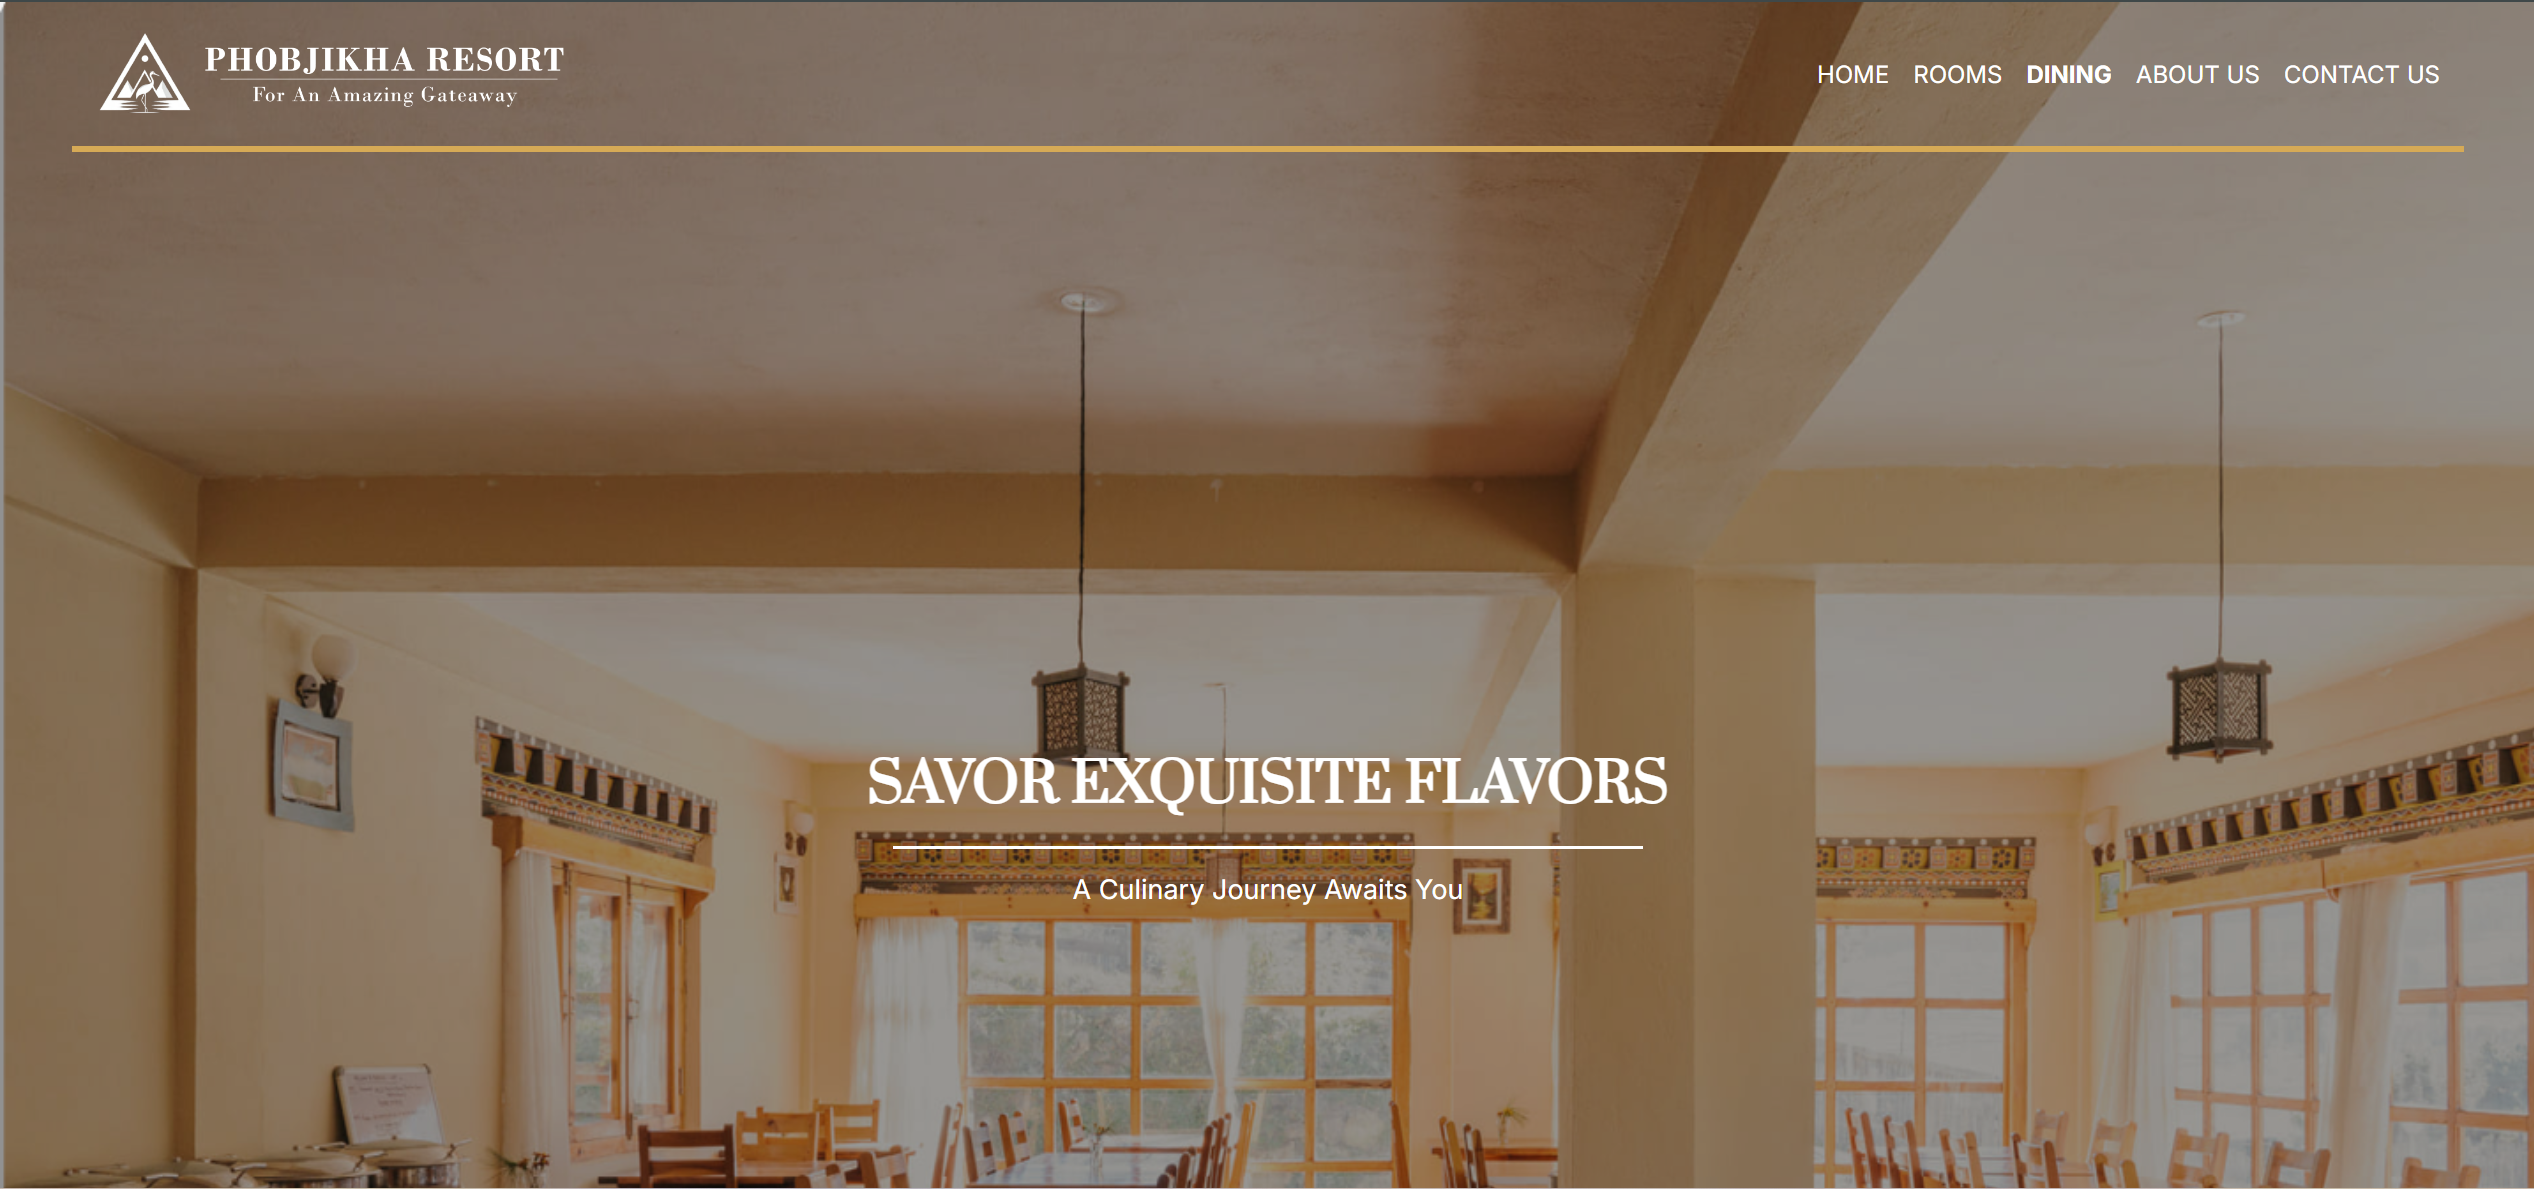 PHOBJIKHA RESORT
For An Amazing Gateaway
HOME ROOMS DINING ABOUT US CONTACT US
SAVOR EXQUISITE FLAVORS
A Culinary Journey Awaits You